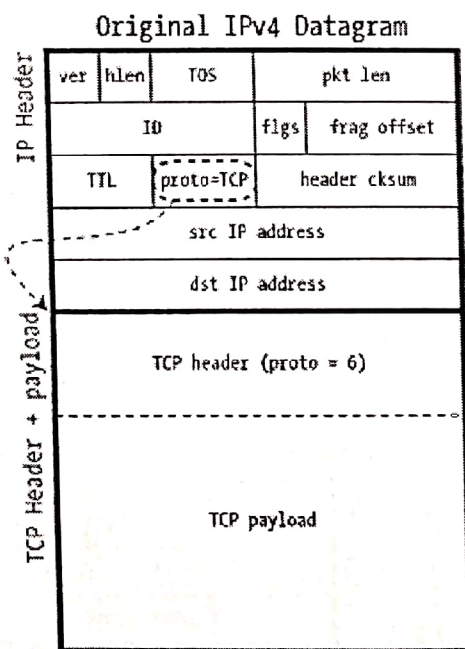 Original IPv4 Datagram
IP Header
ver hlen TOS pkt len
ID flgs frag offset
TTL proto=TCP header cksum
src IP address
dst IP address
TCP Header + payload
TCP header (proto = 6)
TCP payload